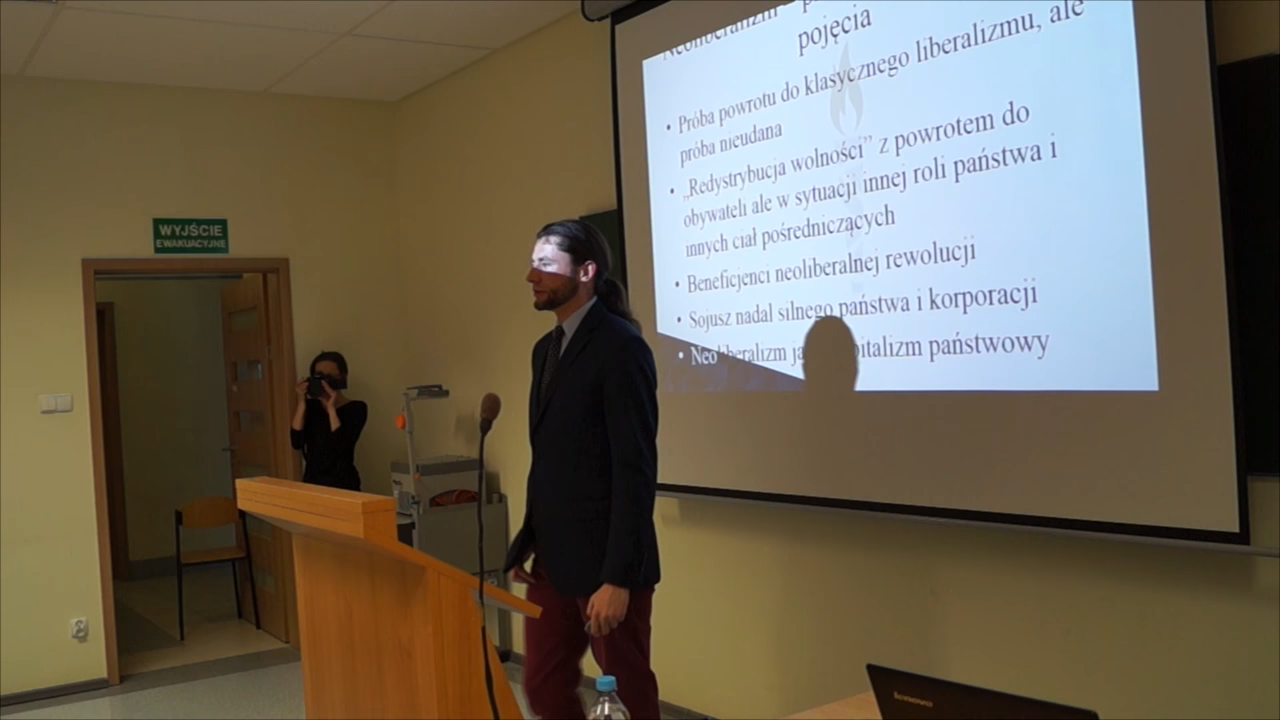 pojęcia
• Próba powrotu do klasycznego liberalizmu, ale
próba nieudana
• „Redystrybucja wolności” z powrotem do
obywateli ale w sytuacji innej roli państwa i
innych ciał pośredniczących
• Beneficjenci neoliberalnej rewolucji
• Sojusz nadal silnego państwa i korporacji
• państwowy
WYJŚCIE
EWAKUACYJNE
lenovo